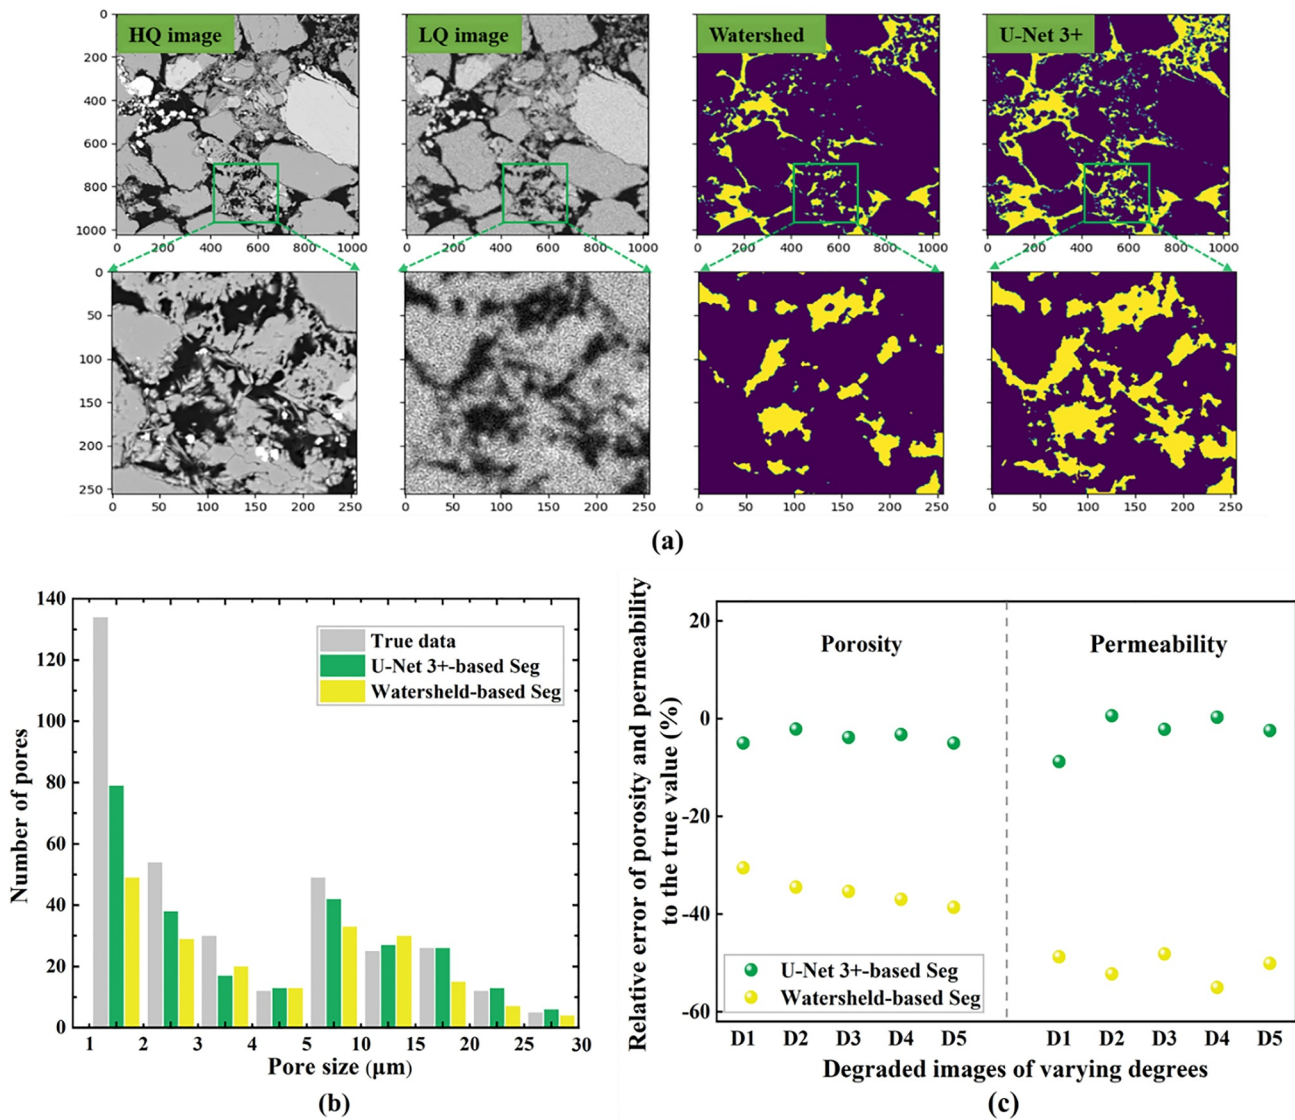 HQ image
LQ image
Watershed
U-Net 3+
0
200
400
600
800
1000
0 200 400 600 800 1000
0 200 400 600 800 1000
0 200 400 600 800 1000
0 200 400 600 800 1000
0
50
100
150
200
250
0 50 100 150 200 250
0 50 100 150 200 250
0 50 100 150 200 250
0 50 100 150 200 250
(a)
140
120
100
80
60
40
20
0
Number of pores
True data
U-Net 3+-based Seg
Watersheld-based Seg
1 2 3 4 5 10 15 20 25 30
Pore size (μm)
(b)
Relative error of porosity and permeability
to the true value (%)
20
0
-20
-40
-60
Porosity
Permeability
U-Net 3+-based Seg
Watersheld-based Seg
D1 D2 D3 D4 D5 D1 D2 D3 D4 D5
Degraded images of varying degrees
(c)